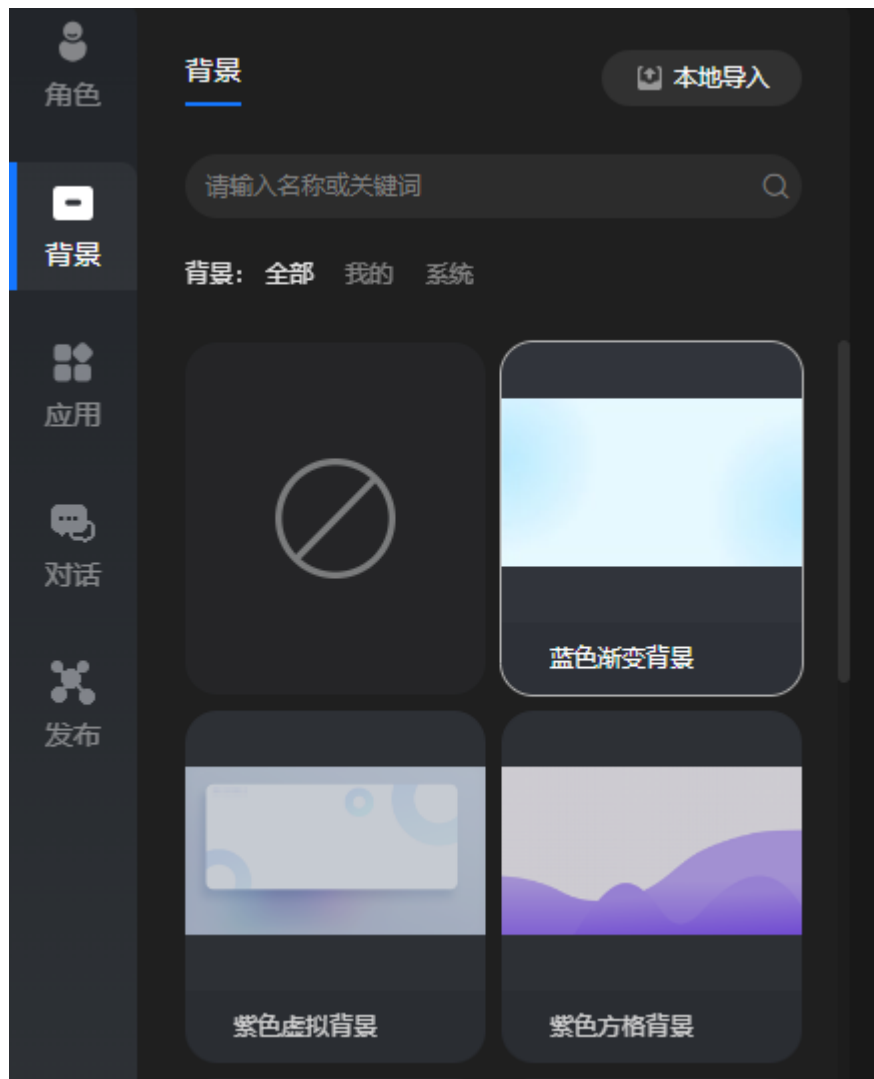 角色
背景
应用
对话
发布
背景
本地导入
请输入名称或关键词
背景： 全部 我的 系统
蓝色渐变背景
紫色虚拟背景
紫色方格背景